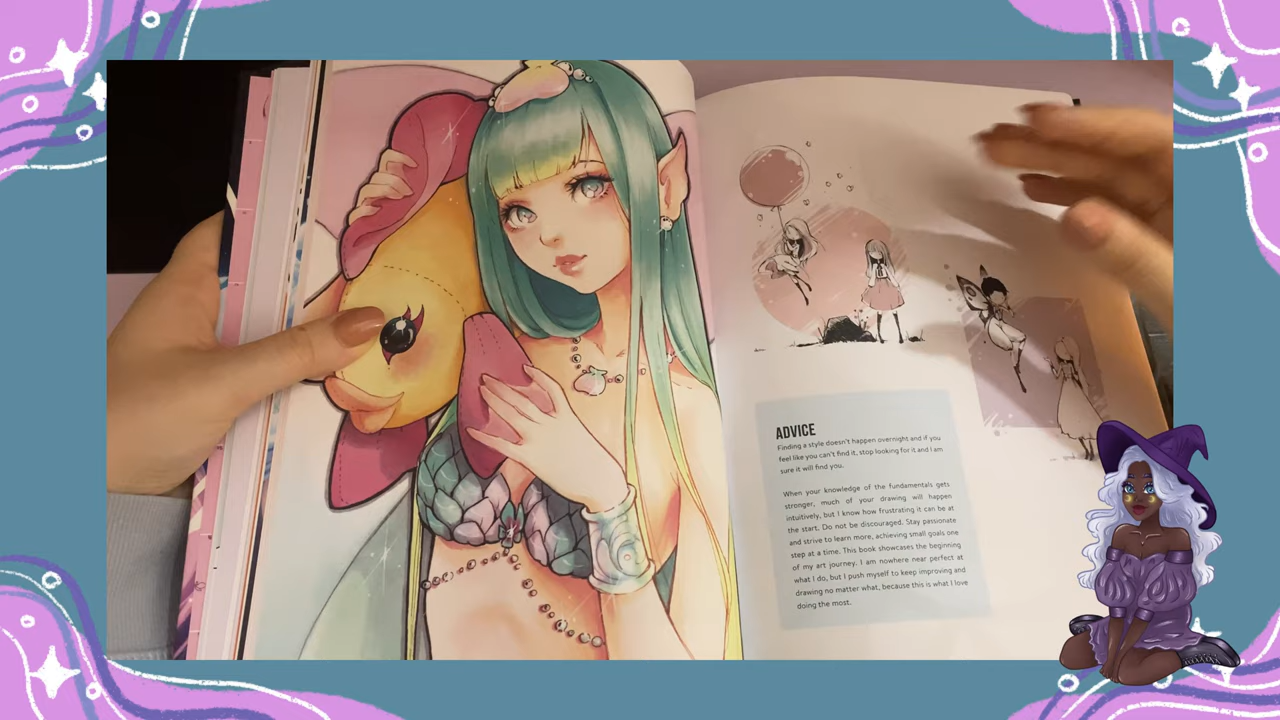 ADVICE
Finding a style doesn't happen overnight and if you
feel like you can't find it, stop looking for it and I am
sure it will find you.
When your knowledge of the fundamentals gets
stronger, much of your drawing will happen
intuitively, but I know how frustrating it can be at
the start. Do not be discouraged. Stay passionate
and strive to learn more, achieving small goals one
step at a time. This book showcases the beginning
of my art journey. I am nowhere near perfect at
what I do, but I push myself to keep improving and
drawing no matter what, because this is what I love
doing the most.